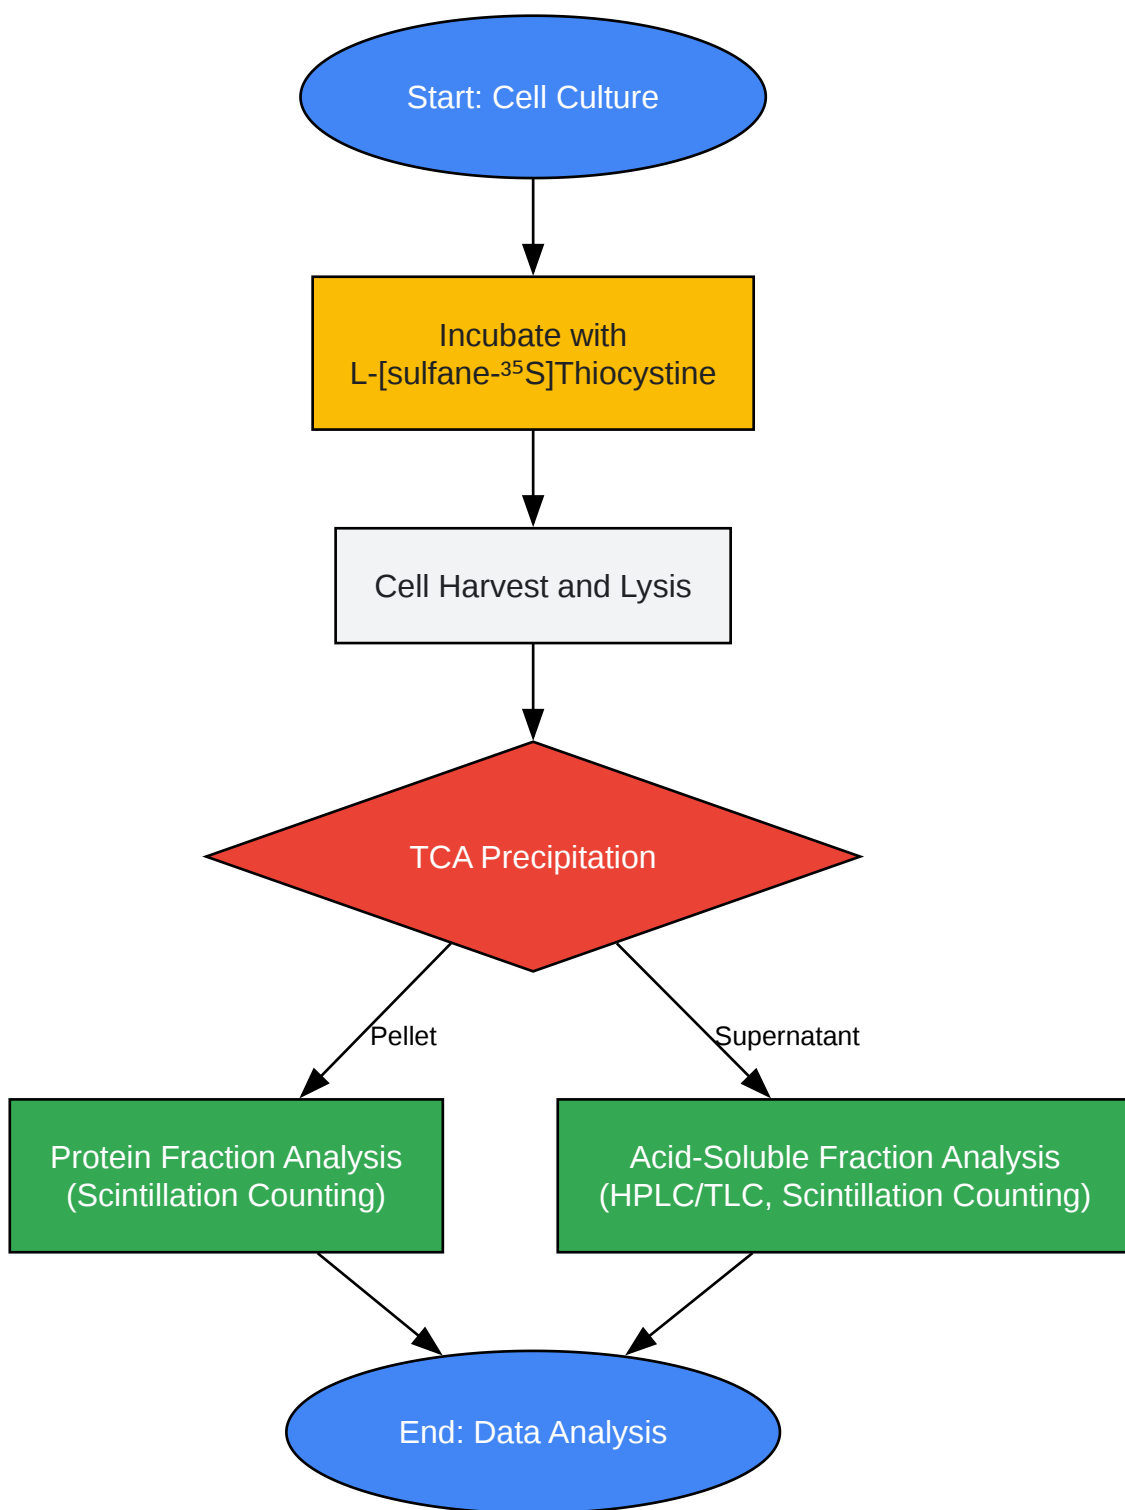 Start: Cell Culture
Incubate with
L-[sulfane-³⁵S]Thiocystine
Cell Harvest and Lysis
TCA Precipitation
Pellet
Supernatant
Protein Fraction Analysis
(Scintillation Counting)
Acid-Soluble Fraction Analysis
(HPLC/TLC, Scintillation Counting)
End: Data Analysis